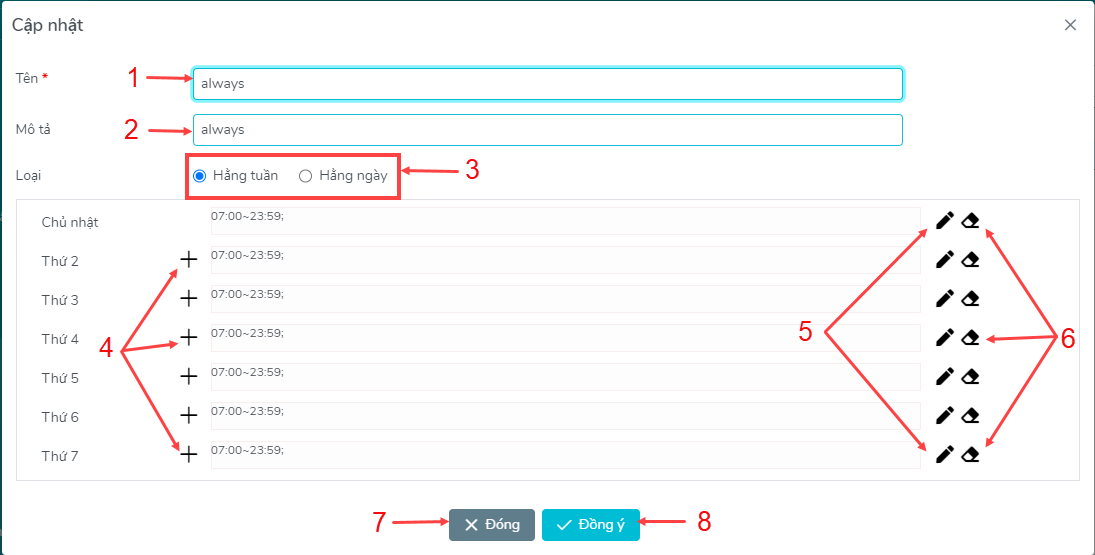 Cập nhật
Tên * 1 always
Mô tả 2 always
Loại Hằng tuần Hằng ngày 3
Chủ nhật 07:00~23:59;
Thứ 2 07:00~23:59;
Thứ 3 07:00~23:59;
Thứ 4 07:00~23:59;
4 5 6
Thứ 5 07:00~23:59;
Thứ 6 07:00~23:59;
Thứ 7 07:00~23:59;
7 Đóng Đồng ý 8